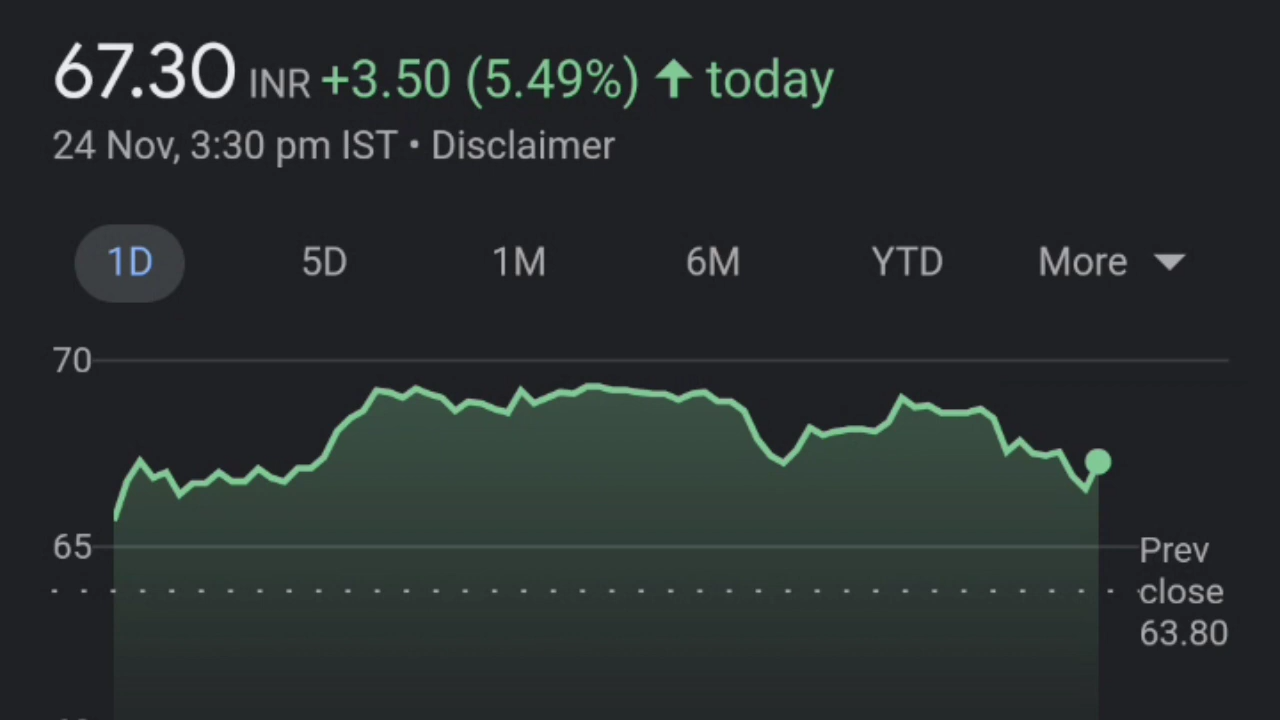 67.30 INR +3.50 (5.49%) ↑ today
24 Nov, 3:30 pm IST • Disclaimer
1D 5D 1M 6M YTD More
70
65
Prev
close
63.80